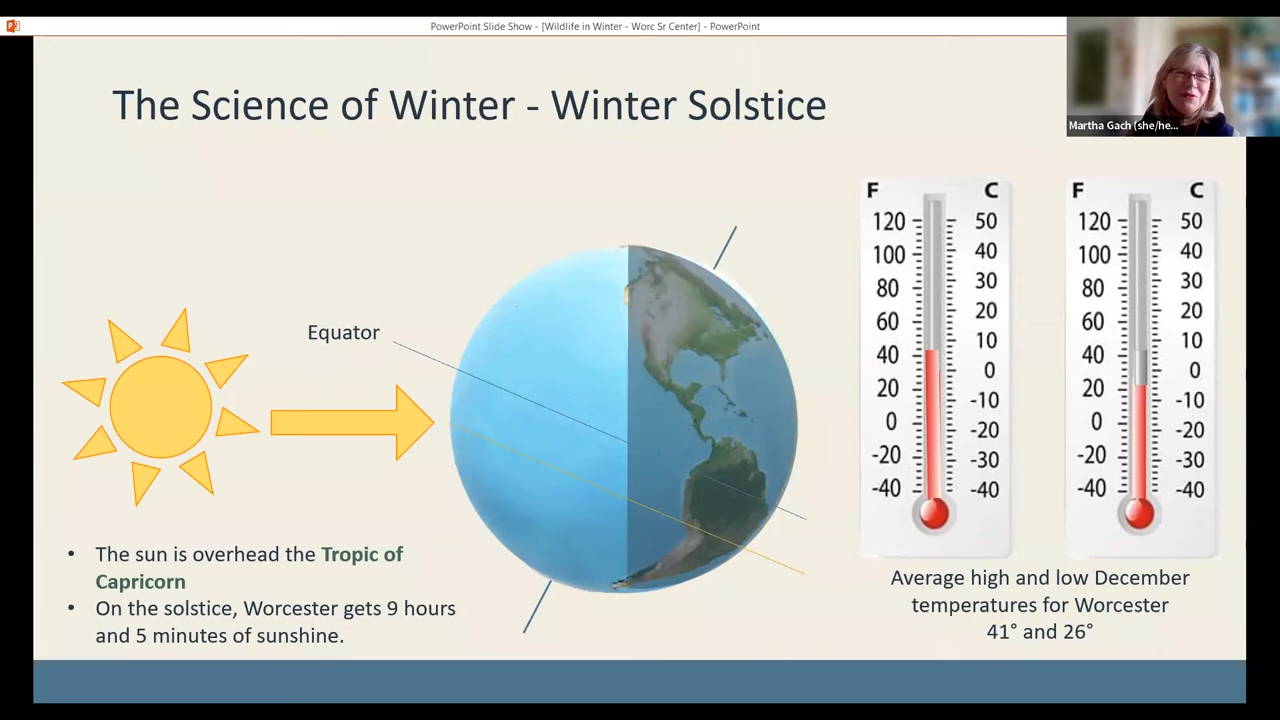 PowerPoint Slide Show - [Wildlife in Winter - Worc Sr Center] - PowerPoint
Martha Gach (she/he...
The Science of Winter - Winter Solstice
Equator
• The sun is overhead the Tropic of
Capricorn
• On the solstice, Worcester gets 9 hours
and 5 minutes of sunshine.
F C
120 50
100 40
80 30
60 20
40 10
20 0
0 -10
-20 -20
-40 -30
-40
F C
120 50
100 40
80 30
60 20
40 10
20 0
0 -10
-20 -20
-40 -30
-40
Average high and low December
temperatures for Worcester
41° and 26°